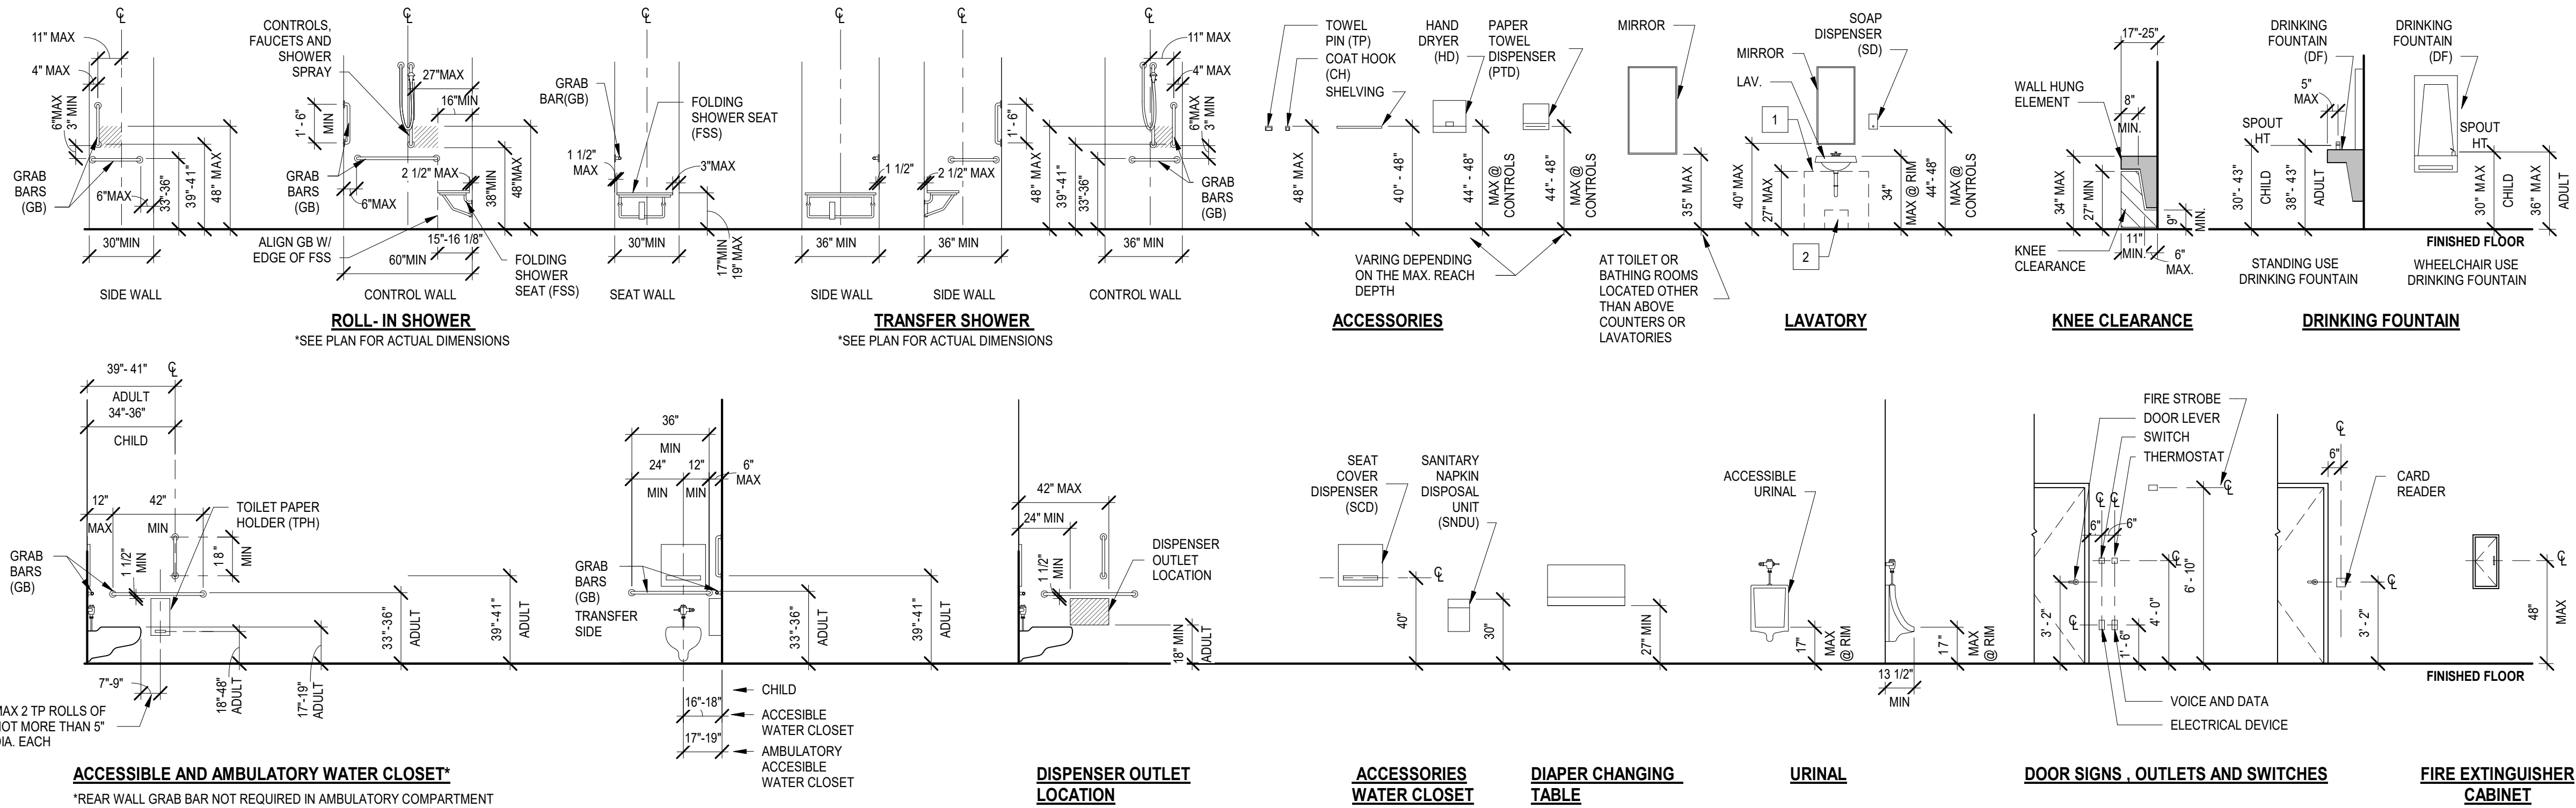 ℄
11" MAX
4" MAX
6"MAX
3" MIN
GRAB
BARS
(GB)
6"MAX
33"-36"
39"-41"
48" MAX
30"MIN
SIDE WALL
CONTROLS,
FAUCETS AND
SHOWER
SPRAY
℄
27"MAX
16"MIN
1' - 6"
MIN
GRAB
BARS
(GB)
2 1/2" MAX
6"MAX
38"MIN
48"MAX
ALIGN GB W/
EDGE OF FSS
15"-16 1/8"
60"MIN
FOLDING
SHOWER
SEAT (FSS)
CONTROL WALL
℄
GRAB
BAR(GB)
FOLDING
SHOWER SEAT
(FSS)
1 1/2"
MAX
3"MAX
30"MIN
17"MIN
19" MAX
SEAT WALL
ROLL- IN SHOWER
*SEE PLAN FOR ACTUAL DIMENSIONS
℄
1 1/2"
36" MIN
SIDE WALL
℄
1' - 6"
MIN
2 1/2" MAX
36" MIN
SIDE WALL
48" MAX
39"-41"
33"-36"
℄
11" MAX
4" MAX
6"MAX
3" MIN
GRAB
BARS
(GB)
36" MIN
CONTROL WALL
TRANSFER SHOWER
*SEE PLAN FOR ACTUAL DIMENSIONS
TOWEL
PIN (TP)
COAT HOOK
(CH)
SHELVING
HAND
DRYER
(HD)
PAPER
TOWEL
DISPENSER
(PTD)
48" MAX
40" - 48"
44" - 48"
MAX @
CONTROLS
44"- 48"
MAX @
CONTROLS
VARING DEPENDING
ON THE MAX. REACH
DEPTH
MIRROR
35" MAX
AT TOILET OR
BATHING ROOMS
LOCATED OTHER
THAN ABOVE
COUNTERS OR
LAVATORIES
ACCESSORIES
SOAP
DISPENSER
(SD)
MIRROR
LAV.
1
40" MAX
27" MAX
2
34"
MAX @ RIM
44"- 48"
MAX @
CONTROLS
LAVATORY
17"-25"
WALL HUNG
ELEMENT
8"
MIN.
34" MAX
27" MIN
9"
MIN.
KNEE
CLEARANCE
11"
MIN.
6"
MAX.
KNEE CLEARANCE
DRINKING
FOUNTAIN
(DF)
5"
MAX
SPOUT
HT
30"- 43"
CHILD
38"- 43"
ADULT
STANDING USE
DRINKING FOUNTAIN
DRINKING
FOUNTAIN
(DF)
SPOUT
HT.
30" MAX
CHILD
36" MAX
ADULT
FINISHED FLOOR
WHEELCHAIR USE
DRINKING FOUNTAIN
DRINKING FOUNTAIN
39"- 41"
℄
ADULT
34"-36"
CHILD
12"
MAX
42"
MIN
TOILET PAPER
HOLDER (TPH)
1 1/2"
MIN
18"
MIN
GRAB
BARS
(GB)
33"-36"
ADULT
39"-41"
ADULT
7"-9"
18"-48"
ADULT
17"-19"
ADULT
MAX 2 TP ROLLS OF
NOT MORE THAN 5"
DIA. EACH
36"
MIN
24"
MIN
12"
MIN
6"
MAX
GRAB
BARS
(GB)
TRANSFER
SIDE
33"-36"
ADULT
39"-41"
ADULT
CHILD
16"-18"
ACCESIBLE
WATER CLOSET
17"-19"
AMBULATORY
ACCESIBLE
WATER CLOSET
ACCESSIBLE AND AMBULATORY WATER CLOSET*
*REAR WALL GRAB BAR NOT REQUIRED IN AMBULATORY COMPARTMENT
42" MAX
24" MIN
1 1/2"
MIN
DISPENSER
OUTLET
LOCATION
18" MIN
ADULT
DISPENSER OUTLET
LOCATION
SEAT
COVER
DISPENSER
(SCD)
SANITARY
NAPKIN
DISPOSAL
UNIT
(SNDU)
℄
40"
30"
ACCESSORIES
WATER CLOSET
27" MIN
DIAPER CHANGING
TABLE
ACCESSIBLE
URINAL
17"
MAX
@ RIM
13 1/2"
MIN
17"
MAX
@ RIM
URINAL
FIRE STROBE
DOOR LEVER
SWITCH
THERMOSTAT
℄
℄ ℄
6"
6"
℄
3' - 2"
℄
1' - 6"
4' - 0"
6' - 10"
VOICE AND DATA
ELECTRICAL DEVICE
℄
6"
CARD
READER
℄
3' - 2"
DOOR SIGNS , OUTLETS AND SWITCHES
℄
48"
MAX
FINISHED FLOOR
FIRE EXTINGUISHER
CABINET